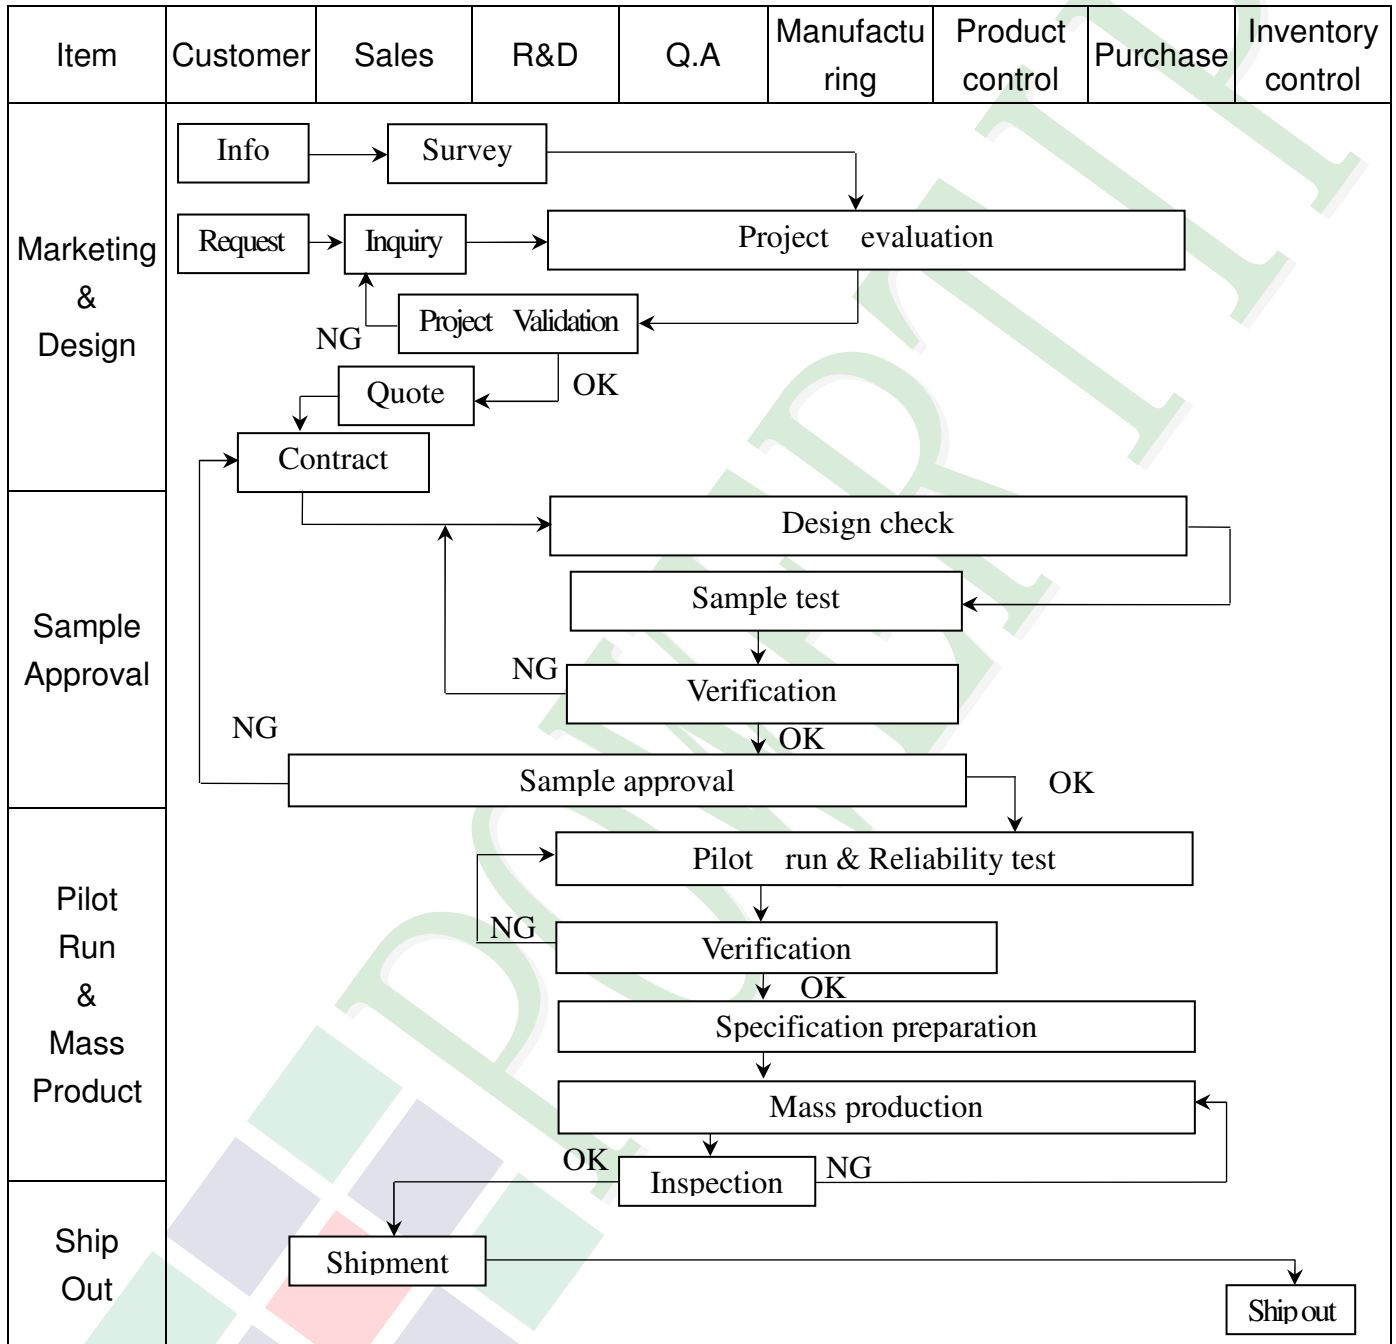 Item
Customer
Sales
R&D
Q.A
Manufactu
ring
Product
control
Purchase
Inventory
control
Marketing
&
Design
Info
Survey
Request
Inquiry
Project evaluation
Project Validation
NG
OK
Quote
Contract
Sample
Approval
Design check
Sample test
NG
Verification
NG
OK
Sample approval
OK
Pilot
Run
&
Mass
Product
Pilot run & Reliability test
NG
Verification
OK
Specification preparation
Mass production
OK
Inspection
NG
Ship
Out
Shipment
Ship out
POWERTIP